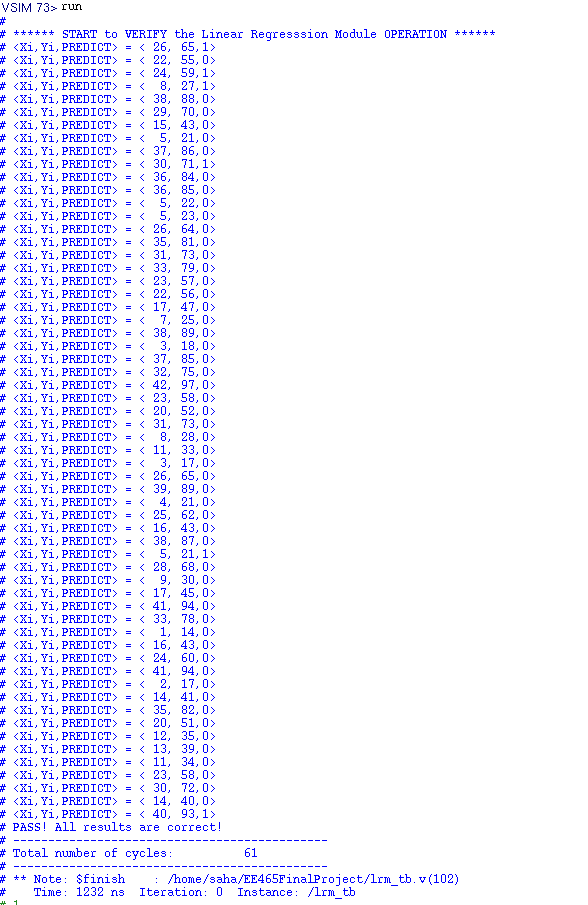 VSIM 73> run
#
# ****** START to VERIFY the Linear Regresssion Module OPERATION ******
# <Xi,Yi,PREDICT> = < 26, 65,1>
# <Xi,Yi,PREDICT> = < 22, 55,0>
# <Xi,Yi,PREDICT> = < 24, 59,1>
# <Xi,Yi,PREDICT> = <  8, 27,1>
# <Xi,Yi,PREDICT> = < 38, 88,0>
# <Xi,Yi,PREDICT> = < 29, 70,0>
# <Xi,Yi,PREDICT> = < 15, 43,0>
# <Xi,Yi,PREDICT> = <  5, 21,0>
# <Xi,Yi,PREDICT> = < 37, 86,0>
# <Xi,Yi,PREDICT> = < 30, 71,1>
# <Xi,Yi,PREDICT> = < 36, 84,0>
# <Xi,Yi,PREDICT> = < 36, 85,0>
# <Xi,Yi,PREDICT> = <  5, 22,0>
# <Xi,Yi,PREDICT> = <  5, 23,0>
# <Xi,Yi,PREDICT> = < 26, 64,0>
# <Xi,Yi,PREDICT> = < 35, 81,0>
# <Xi,Yi,PREDICT> = < 31, 73,0>
# <Xi,Yi,PREDICT> = < 33, 79,0>
# <Xi,Yi,PREDICT> = < 23, 57,0>
# <Xi,Yi,PREDICT> = < 22, 56,0>
# <Xi,Yi,PREDICT> = < 17, 47,0>
# <Xi,Yi,PREDICT> = <  7, 25,0>
# <Xi,Yi,PREDICT> = < 38, 89,0>
# <Xi,Yi,PREDICT> = <  3, 18,0>
# <Xi,Yi,PREDICT> = < 37, 85,0>
# <Xi,Yi,PREDICT> = < 32, 75,0>
# <Xi,Yi,PREDICT> = < 42, 97,0>
# <Xi,Yi,PREDICT> = < 23, 58,0>
# <Xi,Yi,PREDICT> = < 20, 52,0>
# <Xi,Yi,PREDICT> = < 31, 73,0>
# <Xi,Yi,PREDICT> = <  8, 28,0>
# <Xi,Yi,PREDICT> = < 11, 33,0>
# <Xi,Yi,PREDICT> = <  3, 17,0>
# <Xi,Yi,PREDICT> = < 26, 65,0>
# <Xi,Yi,PREDICT> = < 39, 89,0>
# <Xi,Yi,PREDICT> = <  4, 21,0>
# <Xi,Yi,PREDICT> = < 25, 62,0>
# <Xi,Yi,PREDICT> = < 16, 43,0>
# <Xi,Yi,PREDICT> = < 38, 87,0>
# <Xi,Yi,PREDICT> = <  5, 21,1>
# <Xi,Yi,PREDICT> = < 28, 68,0>
# <Xi,Yi,PREDICT> = <  9, 30,0>
# <Xi,Yi,PREDICT> = < 17, 45,0>
# <Xi,Yi,PREDICT> = < 41, 94,0>
# <Xi,Yi,PREDICT> = < 33, 78,0>
# <Xi,Yi,PREDICT> = <  1, 14,0>
# <Xi,Yi,PREDICT> = < 16, 43,0>
# <Xi,Yi,PREDICT> = < 24, 60,0>
# <Xi,Yi,PREDICT> = < 41, 94,0>
# <Xi,Yi,PREDICT> = <  2, 17,0>
# <Xi,Yi,PREDICT> = < 14, 41,0>
# <Xi,Yi,PREDICT> = < 35, 82,0>
# <Xi,Yi,PREDICT> = < 20, 51,0>
# <Xi,Yi,PREDICT> = < 12, 35,0>
# <Xi,Yi,PREDICT> = < 13, 39,0>
# <Xi,Yi,PREDICT> = < 11, 34,0>
# <Xi,Yi,PREDICT> = < 23, 58,0>
# <Xi,Yi,PREDICT> = < 30, 72,0>
# <Xi,Yi,PREDICT> = < 14, 40,0>
# <Xi,Yi,PREDICT> = < 40, 93,1>
# PASS! All results are correct!
# ---------------------------------------------
# Total number of cycles:          61
# ---------------------------------------------
# ** Note: $finish    : /home/saha/EE465FinalProject/lrm_tb.v(102)
#    Time: 1232 ns  Iteration: 0  Instance: /lrm_tb
# 1